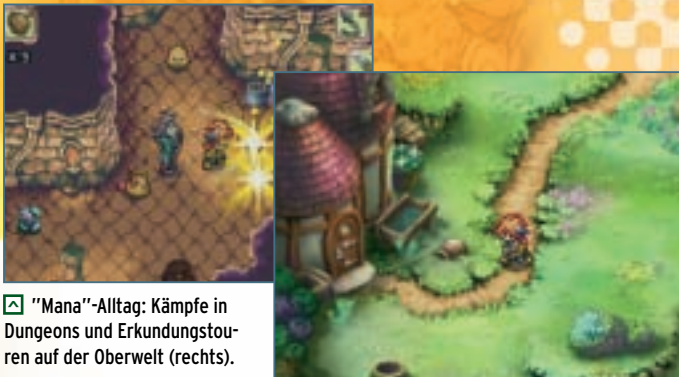 "Mana"-Alltag: Kämpfe in
Dungeons und Erkundungstou-
ren auf der Oberwelt (rechts).